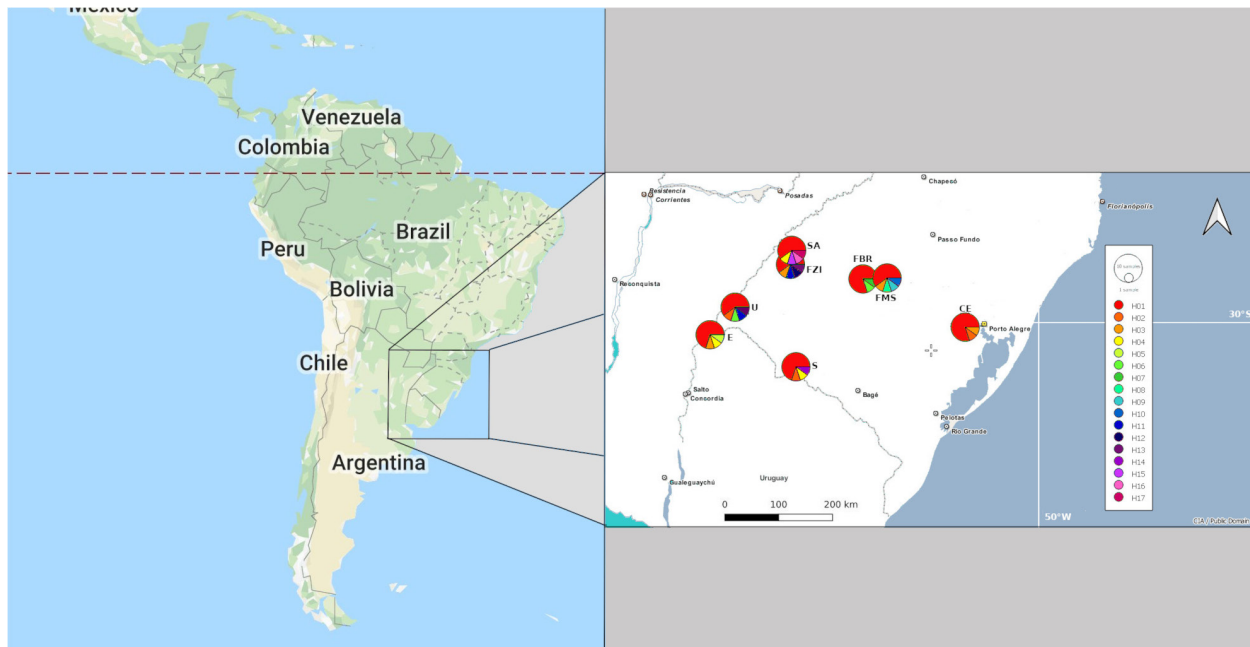 Mexico
Venezuela
Colombia
Brazil
Peru
Bolivia
Chile
Argentina
Resistencia
Corrientes
Posadas
Chapecó
Florianópolis
Passo Fundo
Reconquista
SA
FZI
FBR
FMS
U
E
S
CE
Porto Alegre
30°S
Salto
Concordia
Bagé
Pelotas
Rio Grande
Gualeguaychú
Uruguay
0 100 200 km
50°W
CIA / Public Domain
1 sample
H01
H02
H03
H04
H05
H06
H07
H08
H09
H10
H11
H12
H13
H14
H15
H16
H17